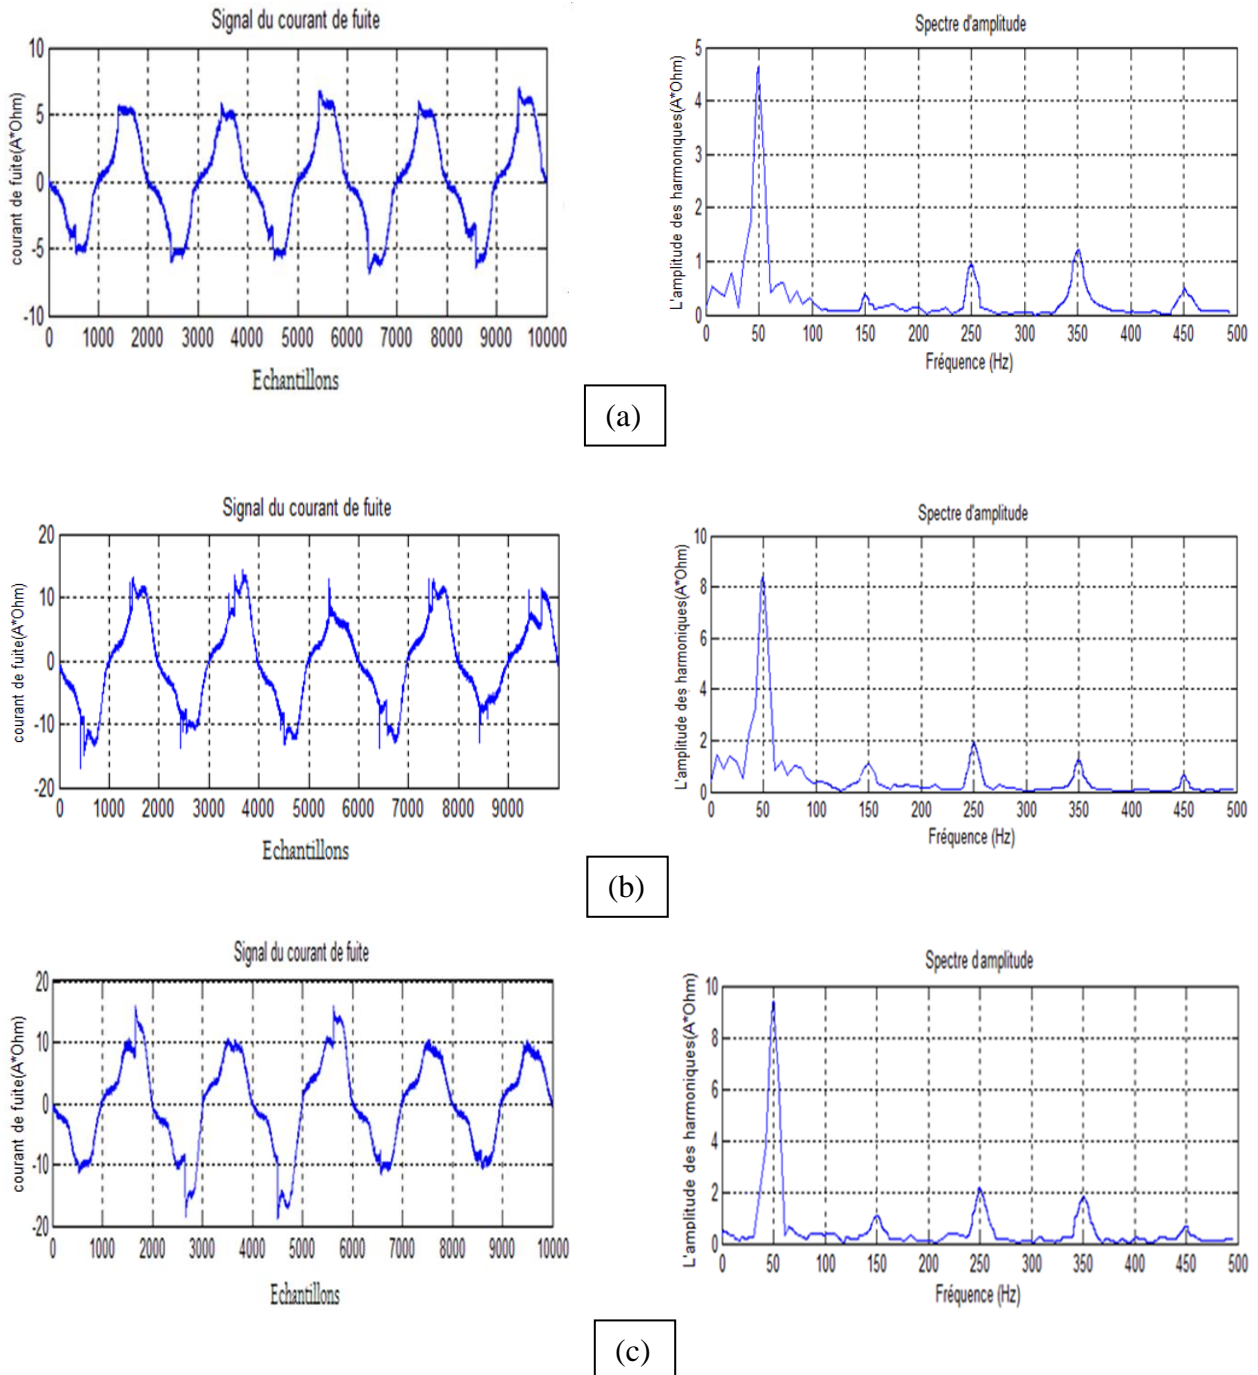 Signal du courant de fuite
courant de fuite(A*Ohm)
10
5
0
-5
-10
0 1000 2000 3000 4000 5000 6000 7000 8000 9000 10000
Echantillons
Spectre d'amplitude
L'amplitude des harmoniques(A*Ohm)
5
4
3
2
1
0
0 50 100 150 200 250 300 350 400 450 500
Fréquence (Hz)
(a)
Signal du courant de fuite
courant de fuite(A*Ohm)
20
10
0
-10
-20
0 1000 2000 3000 4000 5000 6000 7000 8000 9000
Echantillons
Spectre d'amplitude
L'amplitude des harmoniques(A*Ohm)
10
8
6
4
2
0
0 50 100 150 200 250 300 350 400 450 500
Fréquence (Hz)
(b)
Signal du courant de fuite
courant de fuite(A*Ohm)
20
10
0
-10
-20
0 1000 2000 3000 4000 5000 6000 7000 8000 9000 10000
Echantillons
Spectre d'amplitude
L'amplitude des harmoniques(A*Ohm)
10
8
6
4
2
0
0 50 100 150 200 250 300 350 400 450 500
Fréquence (Hz)
(c)